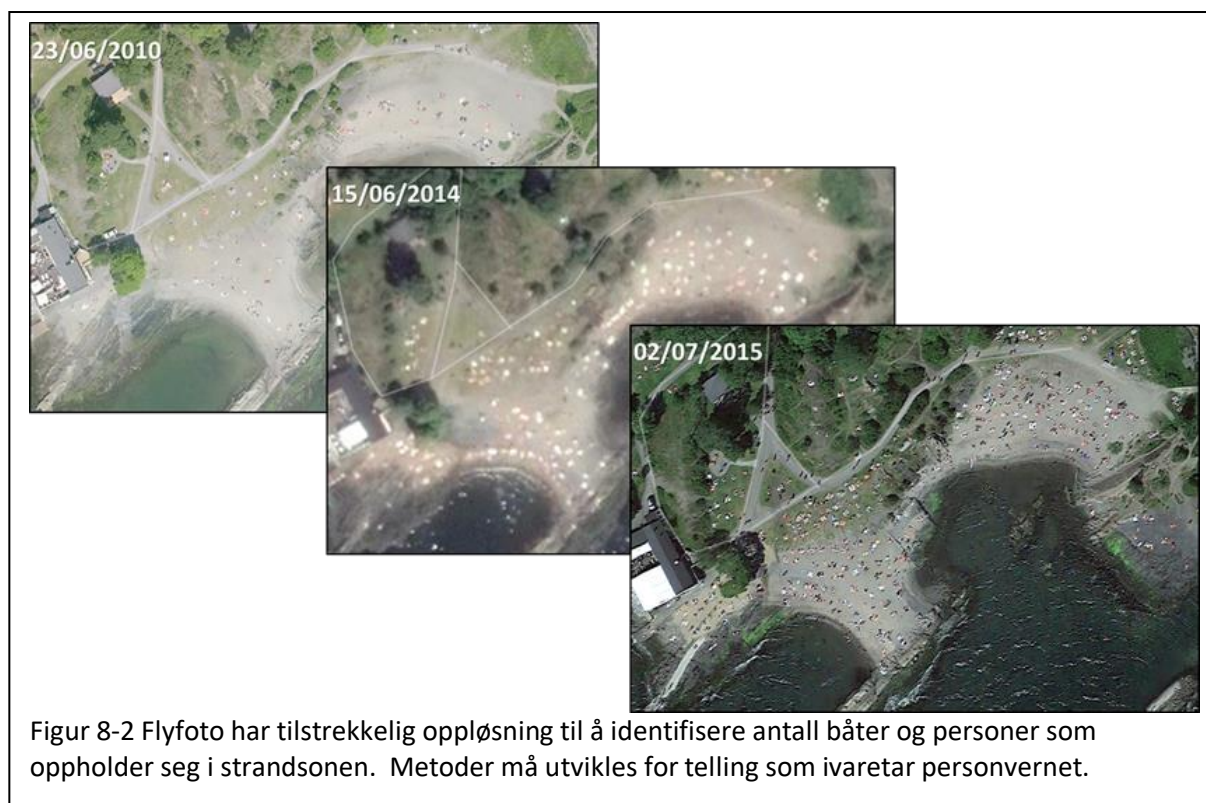 23/06/2010
15/06/2014
02/07/2015
Figur 8-2 Flyfoto har tilstrekkelig oppløsning til å identifisere antall båter og personer som
oppholder seg i strandsonen.  Metoder må utvikles for telling som ivaretar personvernet.